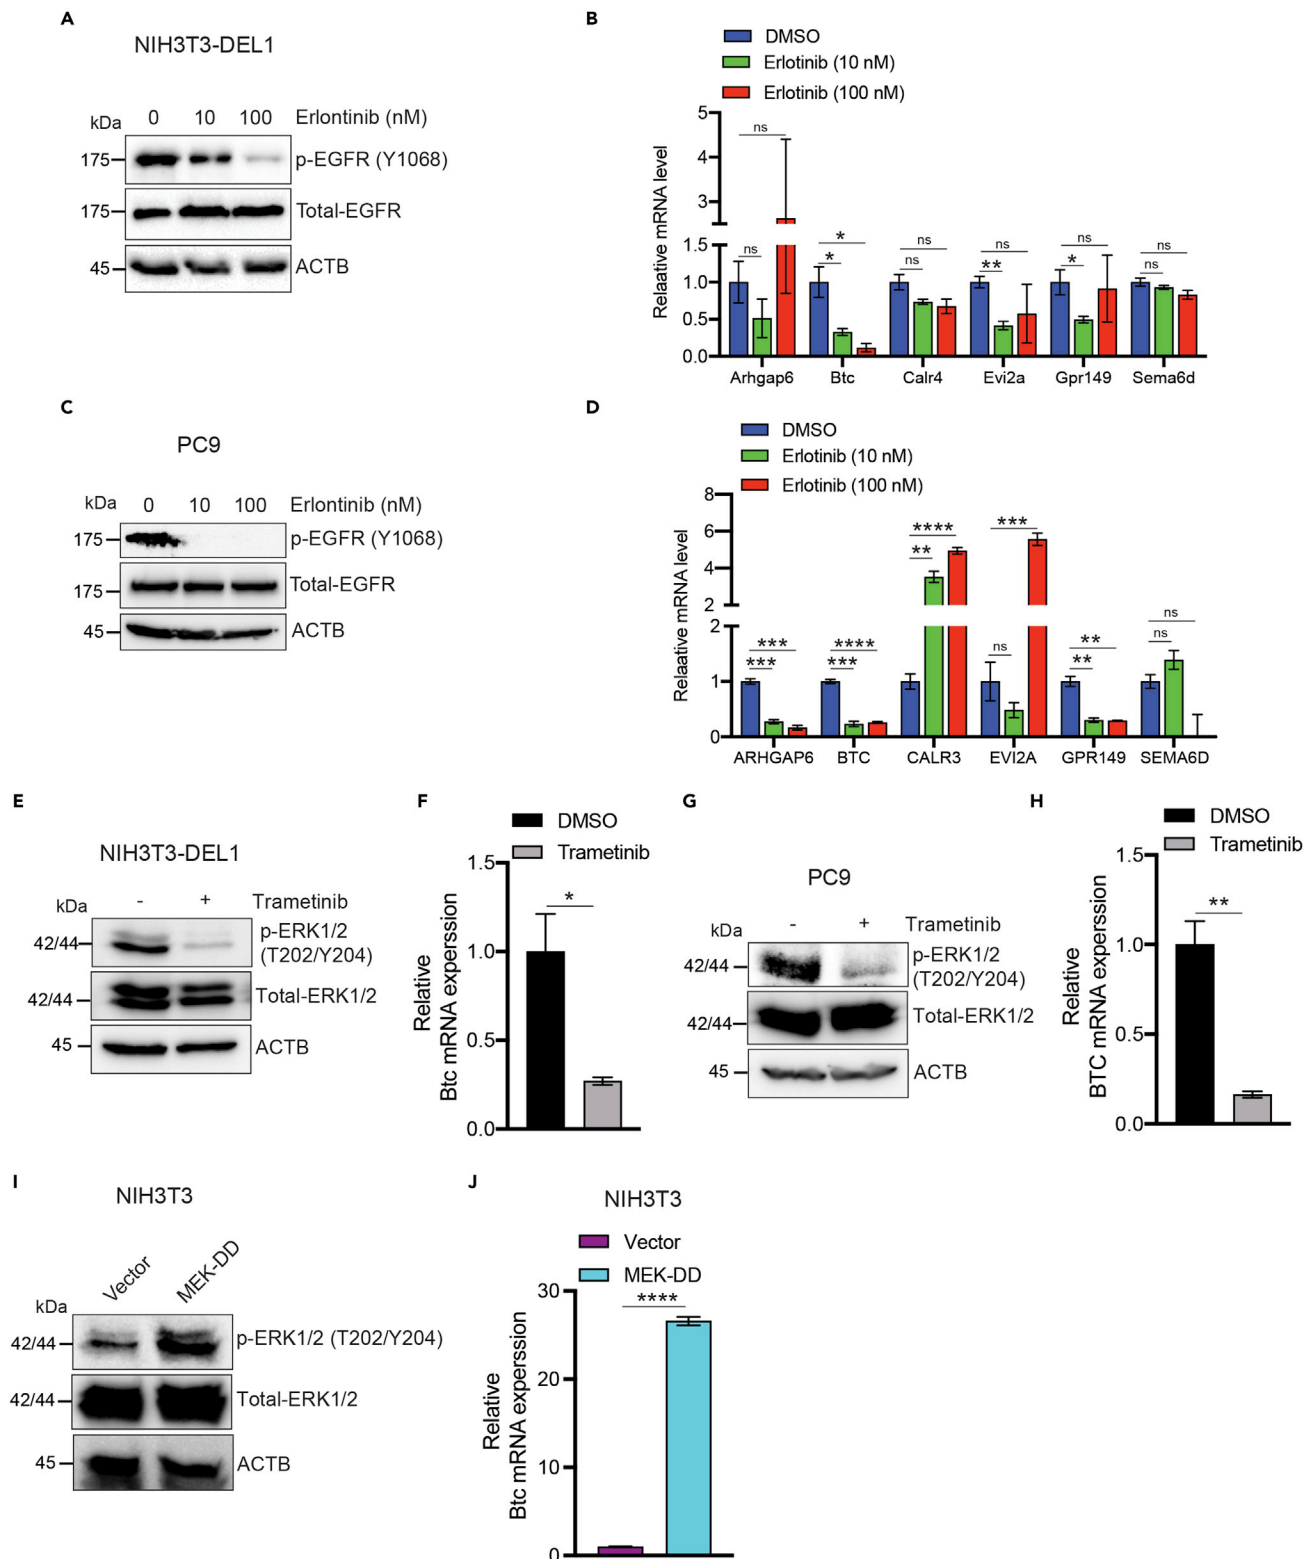 A
NIH3T3-DEL1
kDa
0 10 100 Erlontinib (nM)
175 p-EGFR (Y1068)
175 Total-EGFR
45 ACTB
B
DMSO
Erlotinib (10 nM)
Erlotinib (100 nM)
Relaative mRNA level
5
4
3
1.5
1.0
0.5
0.0
ns
ns
*
*
ns
ns
ns
**
ns
*
ns
ns
Arhgap6 Btc Calr4 Evi2a Gpr149 Sema6d
C
PC9
kDa
0 10 100 Erlontinib (nM)
175 p-EGFR (Y1068)
175 Total-EGFR
45 ACTB
D
DMSO
Erlotinib (10 nM)
Erlotinib (100 nM)
Relaative mRNA level
8
6
4
2
2
1
0
***
***
****
***
****
**
***
ns
**
**
ns
ns
ARHGAP6 BTC CALR3 EVI2A GPR149 SEMA6D
E
NIH3T3-DEL1
kDa
- + Trametinib
42/44 p-ERK1/2
(T202/Y204)
42/44 Total-ERK1/2
45 ACTB
F
DMSO
Trametinib
Relative
Btc mRNA experssion
1.5
1.0
0.5
0.0
*
G
PC9
kDa
- + Trametinib
42/44 p-ERK1/2
(T202/Y204)
42/44 Total-ERK1/2
45 ACTB
H
DMSO
Trametinib
Relative
BTC mRNA experssion
1.5
1.0
0.5
0.0
**
I
NIH3T3
Vector MEK-DD
kDa
42/44 p-ERK1/2 (T202/Y204)
42/44 Total-ERK1/2
45 ACTB
J
NIH3T3
Vector
MEK-DD
Relative
Btc mRNA experssion
30
20
10
0
****